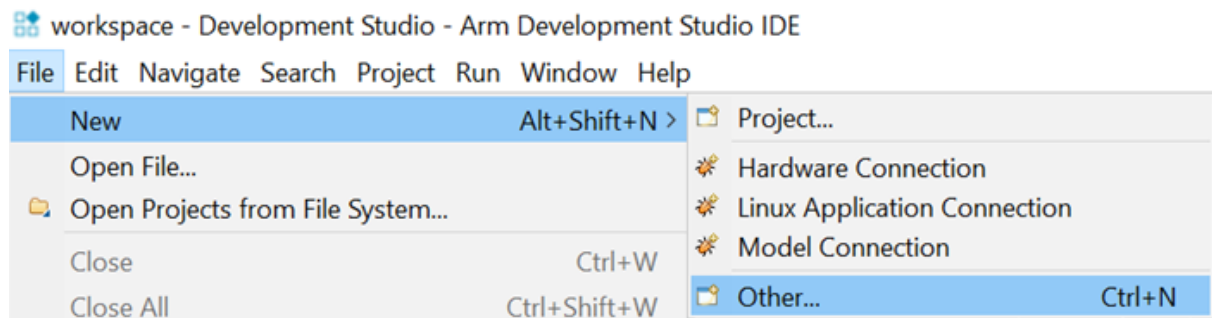 workspace - Development Studio - Arm Development Studio IDE
File Edit Navigate Search Project Run Window Help
New Alt+Shift+N >
Project...
Open File...
Hardware Connection
Open Projects from File System...
Linux Application Connection
Model Connection
Close Ctrl+W
Other... Ctrl+N
Close All Ctrl+Shift+W